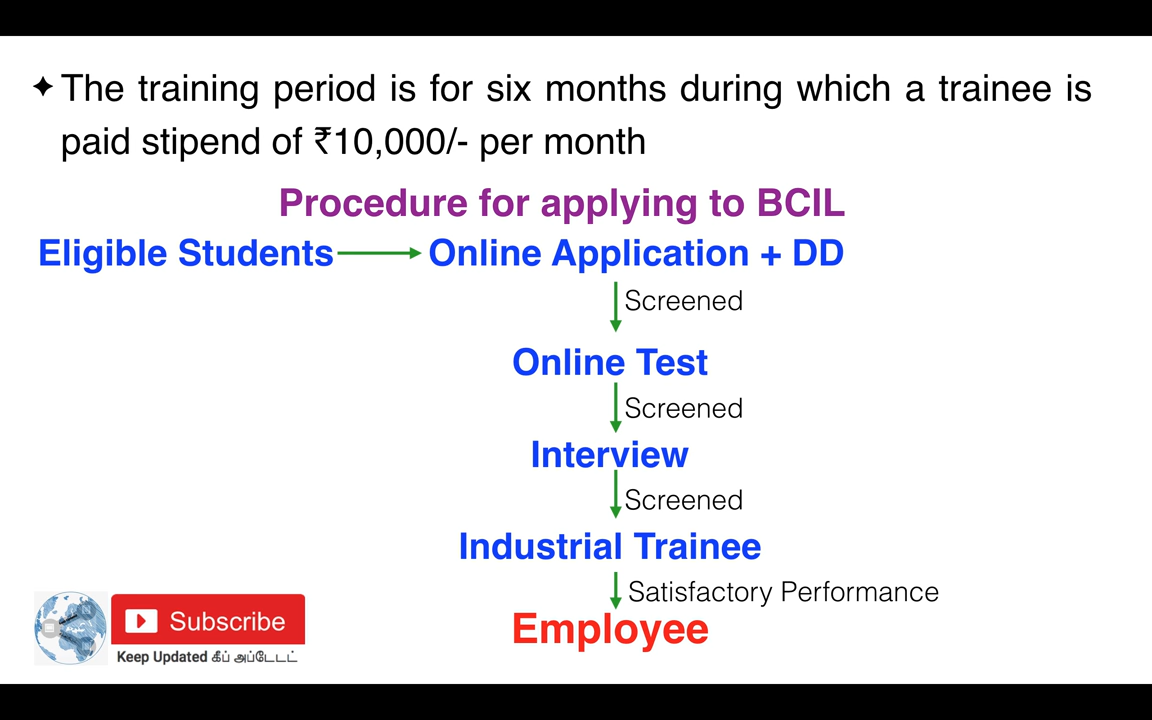 ✦ The training period is for six months during which a trainee is
paid stipend of ₹10,000/- per month
Procedure for applying to BCIL
Eligible Students → Online Application + DD
Screened
Online Test
Screened
Interview
Screened
Industrial Trainee
Satisfactory Performance
Employee
Subscribe
Keep Updated கீப் அப்டேடட்